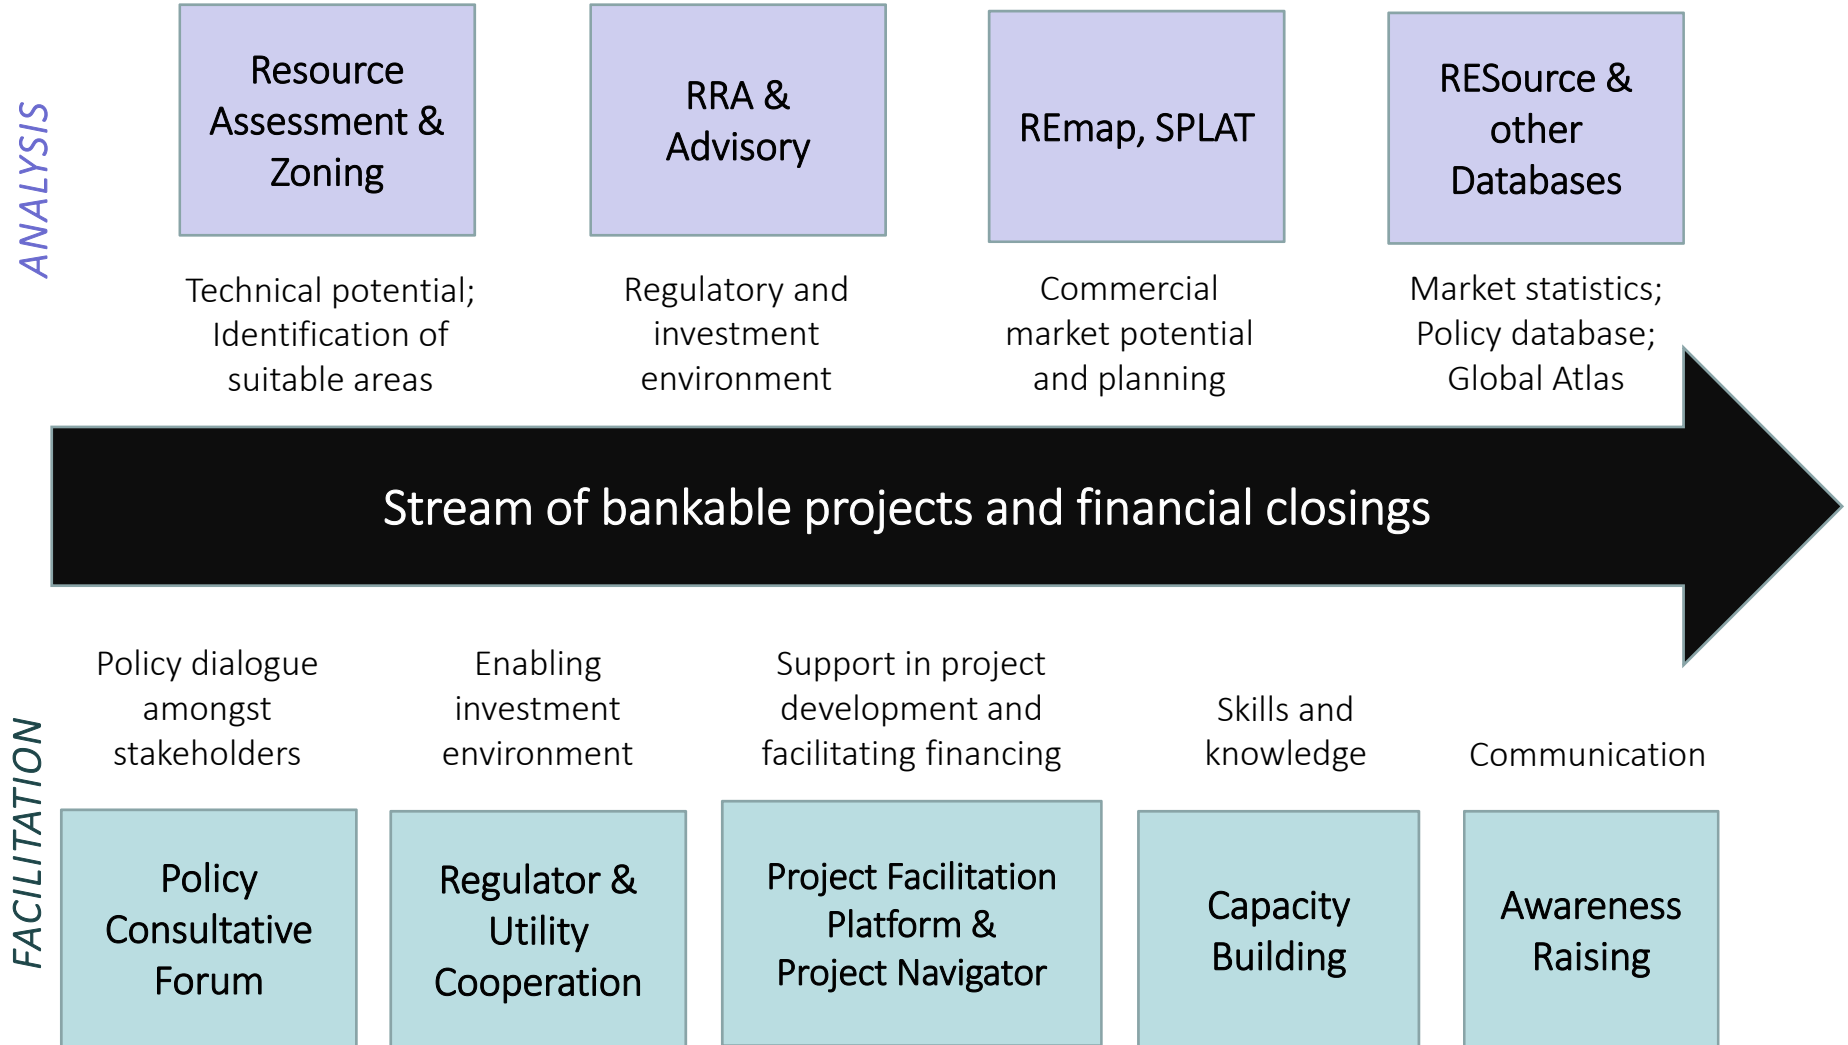 ANALYSIS
Resource
Assessment &
Zoning
RRA &
Advisory
REmap, SPLAT
RESource &
other
Databases
Technical potential;
Identification of
suitable areas
Regulatory and
investment
environment
Commercial
market potential
and planning
Market statistics;
Policy database;
Global Atlas
Stream of bankable projects and financial closings
FACILITATION
Policy dialogue
amongst
stakeholders
Enabling
investment
environment
Support in project
development and
facilitating financing
Skills and
knowledge
Communication
Policy
Consultative
Forum
Regulator &
Utility
Cooperation
Project Facilitation
Platform &
Project Navigator
Capacity
Building
Awareness
Raising